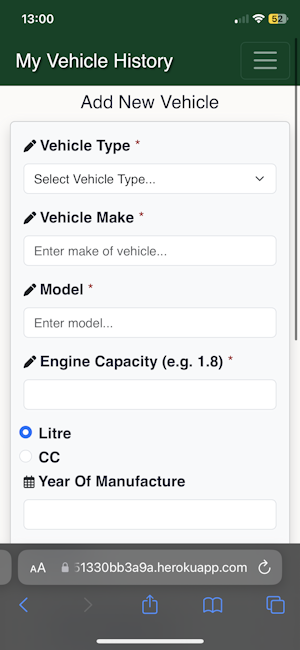 13:00
52
My Vehicle History
Add New Vehicle
Vehicle Type *
Select Vehicle Type...
Vehicle Make *
Enter make of vehicle...
Model *
Enter model...
Engine Capacity (e.g. 1.8) *
Litre
CC
Year Of Manufacture
AA 51330bb3a9a.herokuapp.com